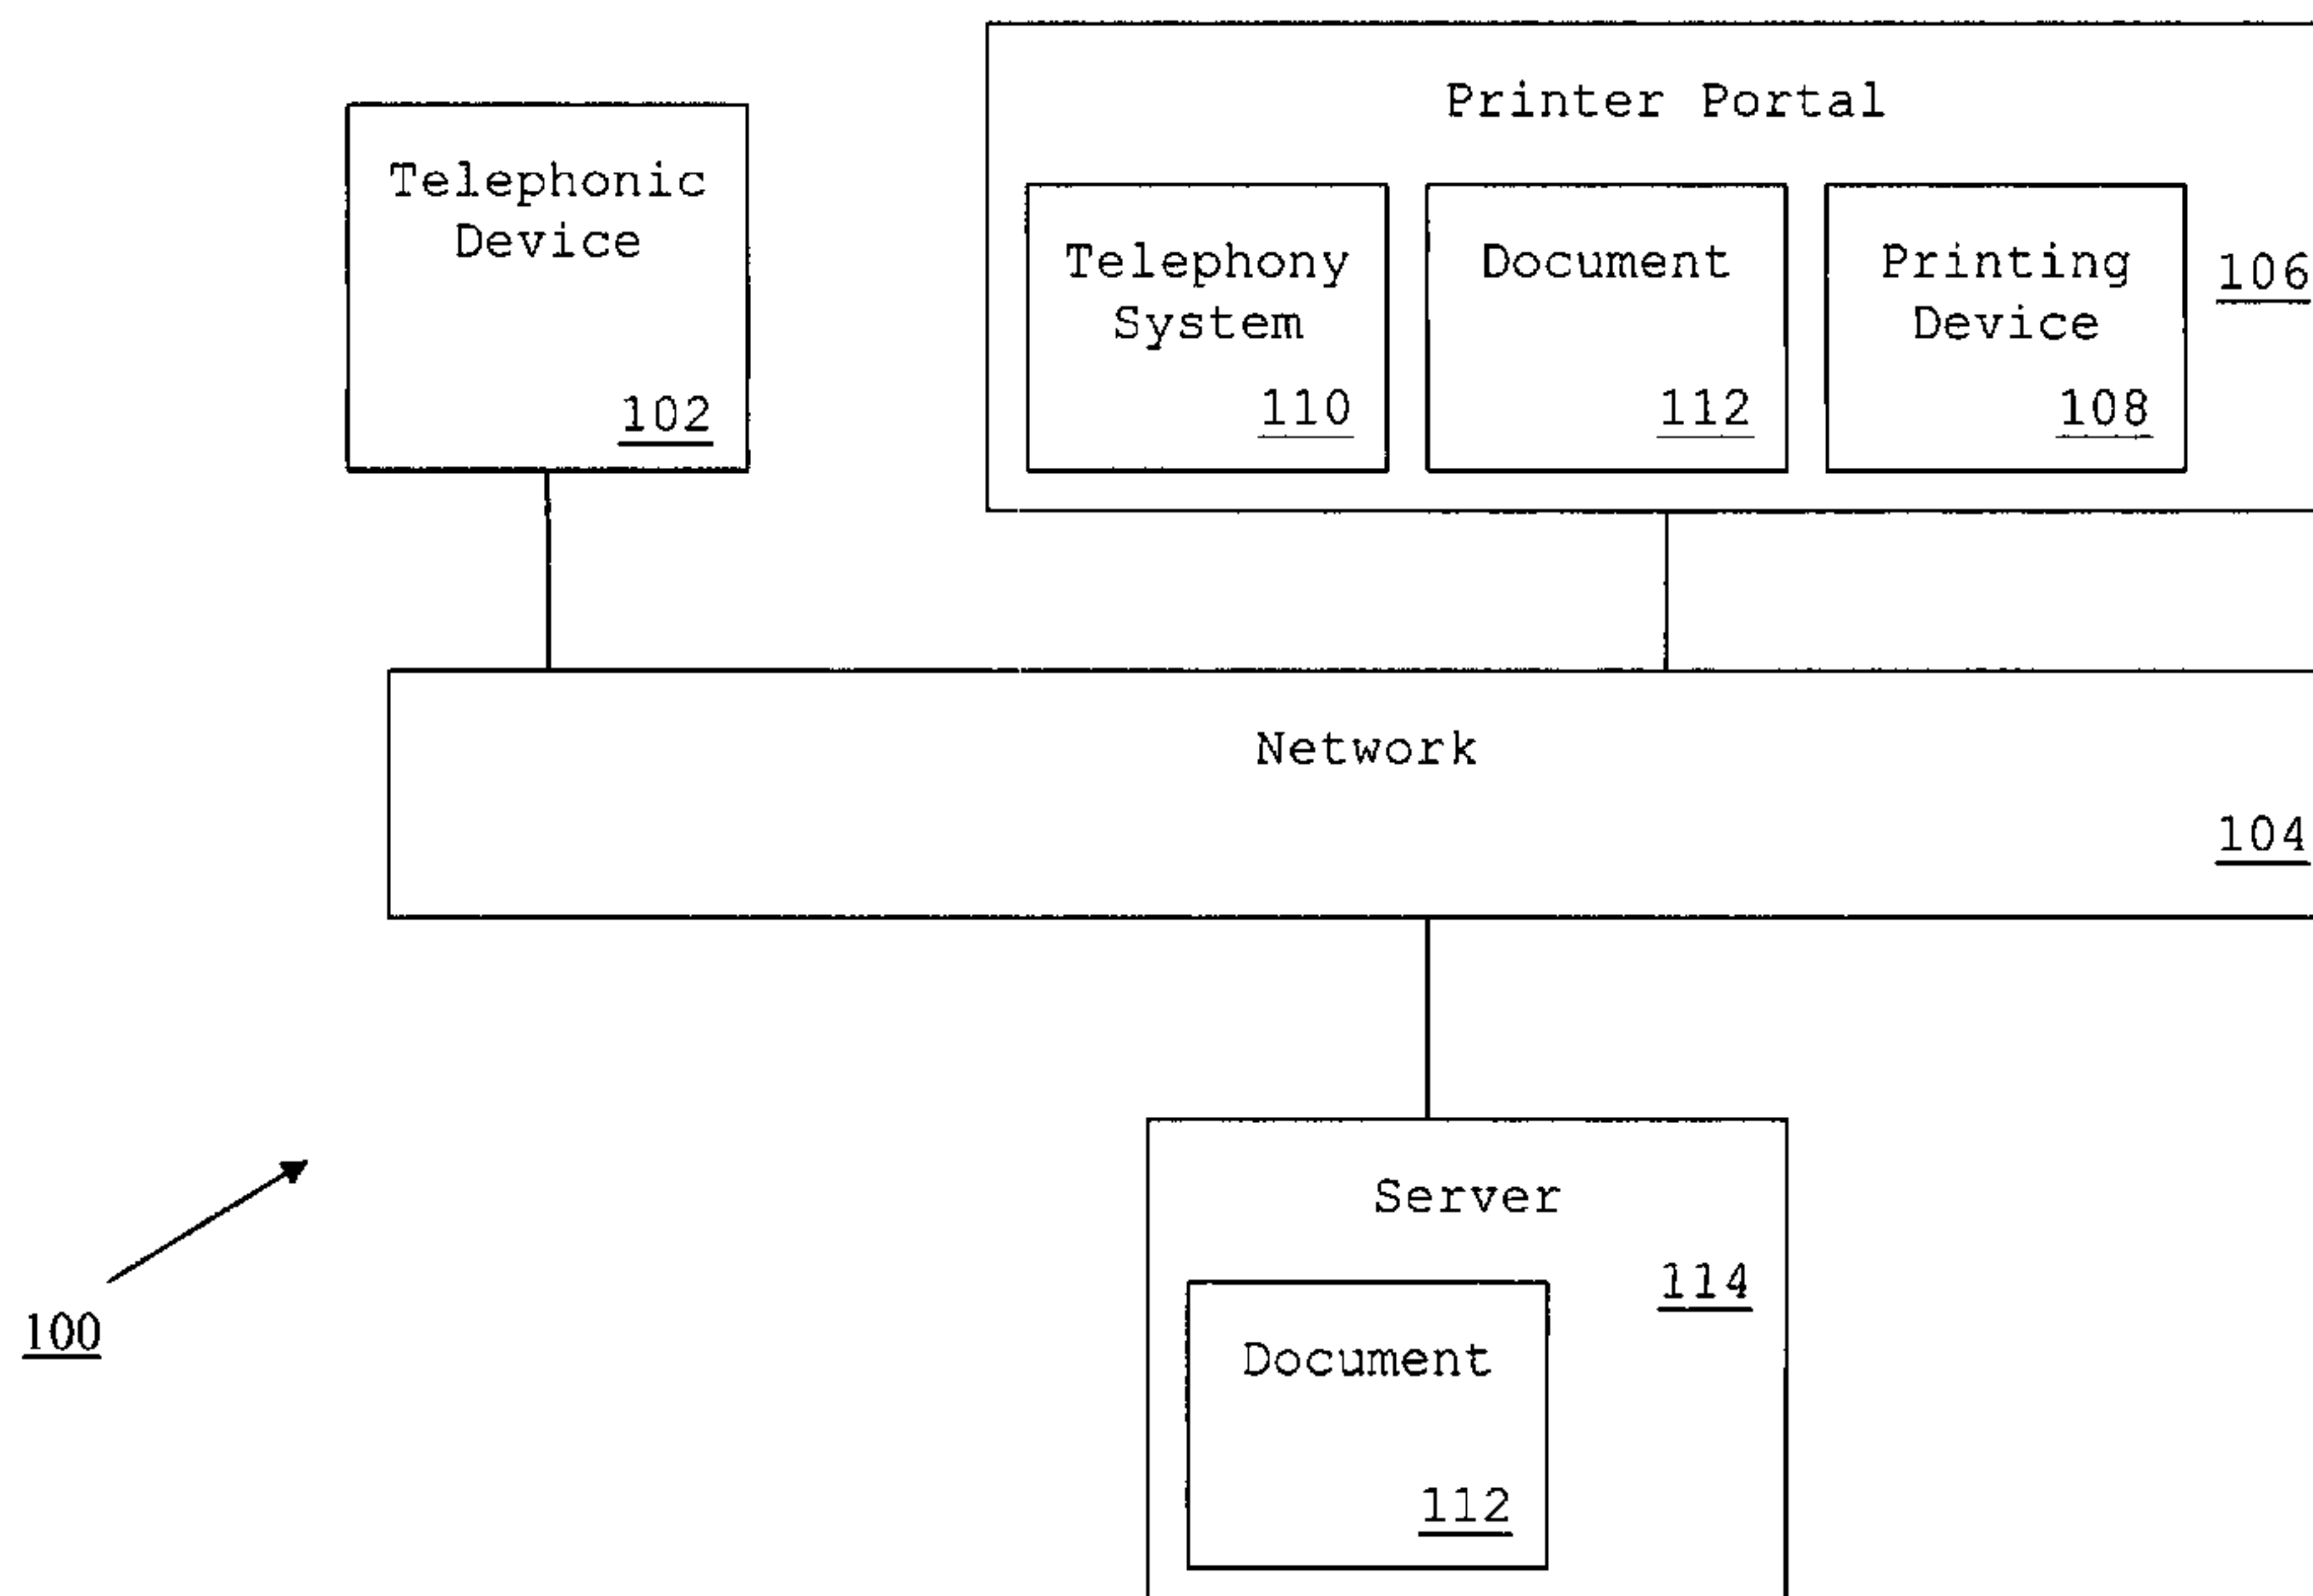 Printer Portal
Telephonic
Device
102
Telephony
System
110
Document
112
Printing
Device
108
106
Network
104
Server
114
Document
112
100